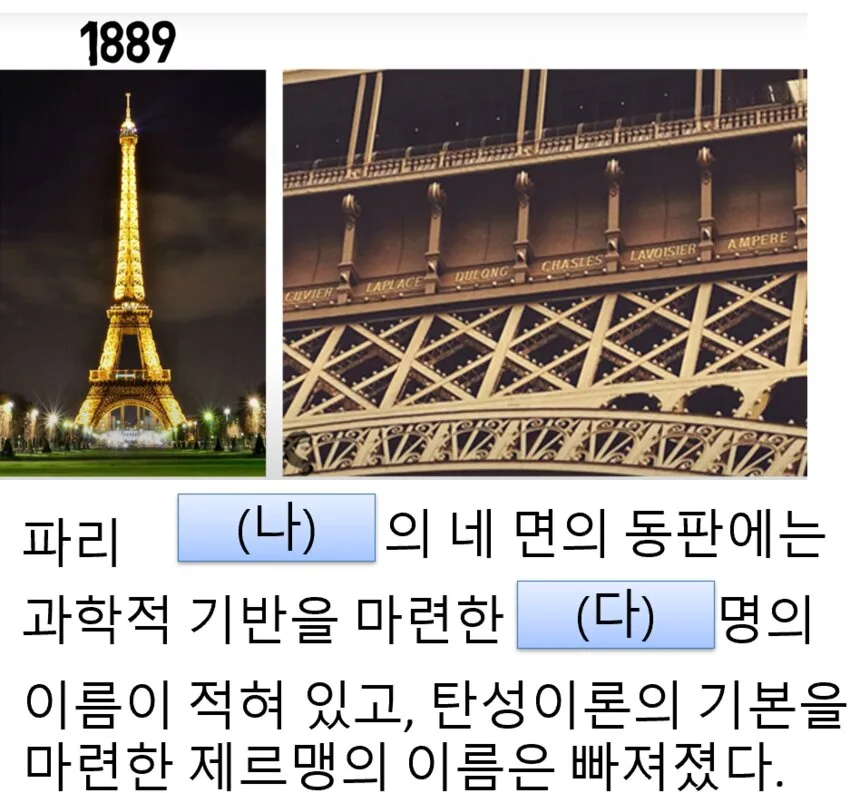 1889
CUVIER LAPLACE DULONG CHASLES LAVOISIER AMPERE
파리 (나) 의 네 면의 동판에는
과학적 기반을 마련한 (다) 명의
이름이 적혀 있고, 탄성이론의 기본을
마련한 제르맹의 이름은 빠져졌다.